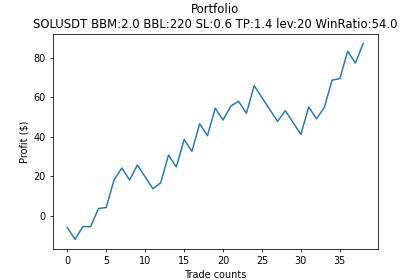 Portfolio
SOLUSDT BBM:2.0 BBL:220 SL:0.6 TP:1.4 lev:20 WinRatio:54.0
Profit ($)
80
60
40
20
0
0 5 10 15 20 25 30 35
Trade counts